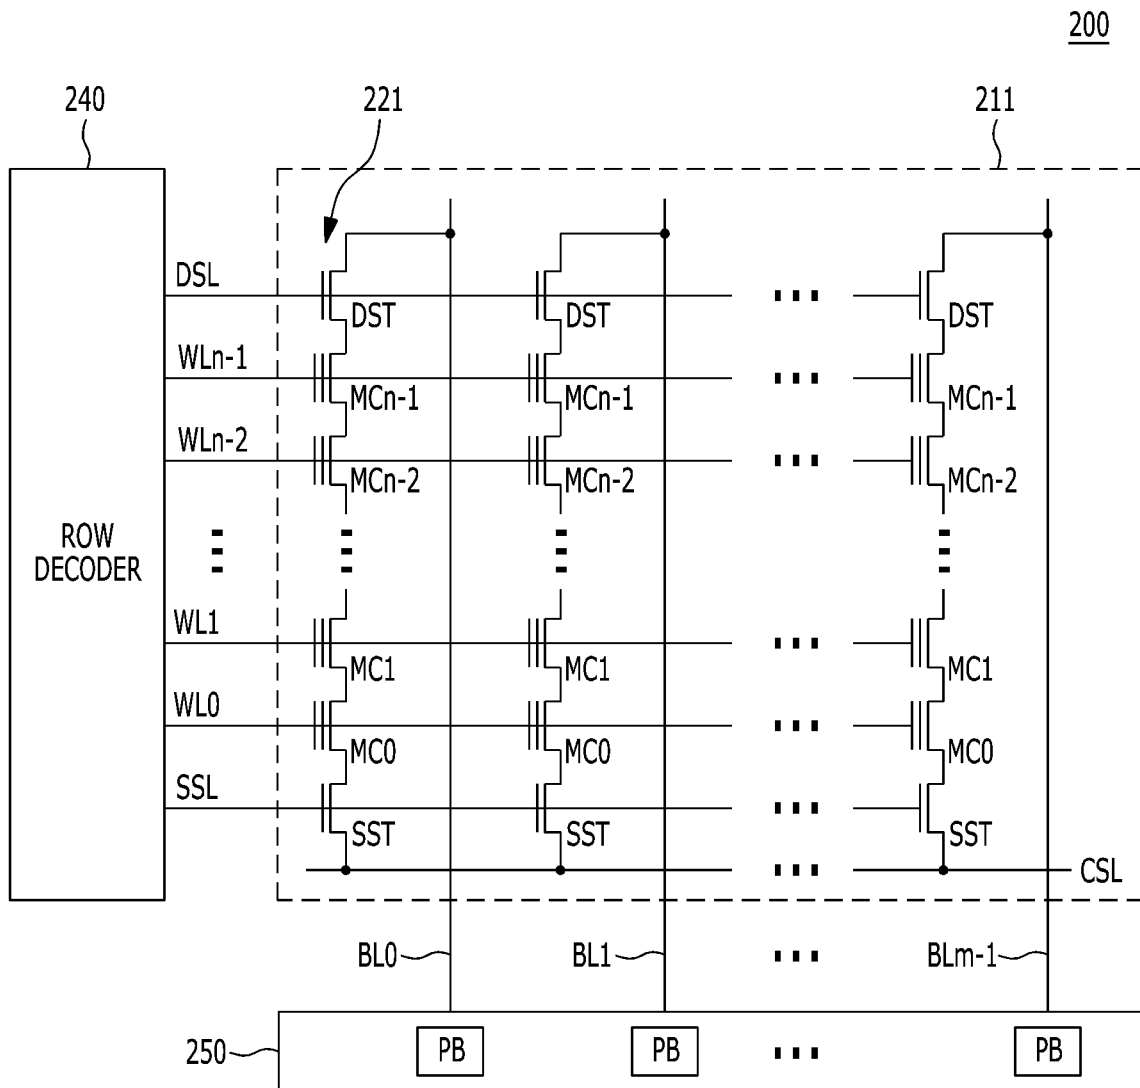 200
240
221
211
DSL
DST DST DST
WLn-1
MCn-1 MCn-1 MCn-1
WLn-2
MCn-2 MCn-2 MCn-2
ROW
DECODER
WL1
MC1 MC1 MC1
WL0
MC0 MC0 MC0
SSL
SST SST SST
CSL
BL0 BL1 BLm-1
250 PB PB PB